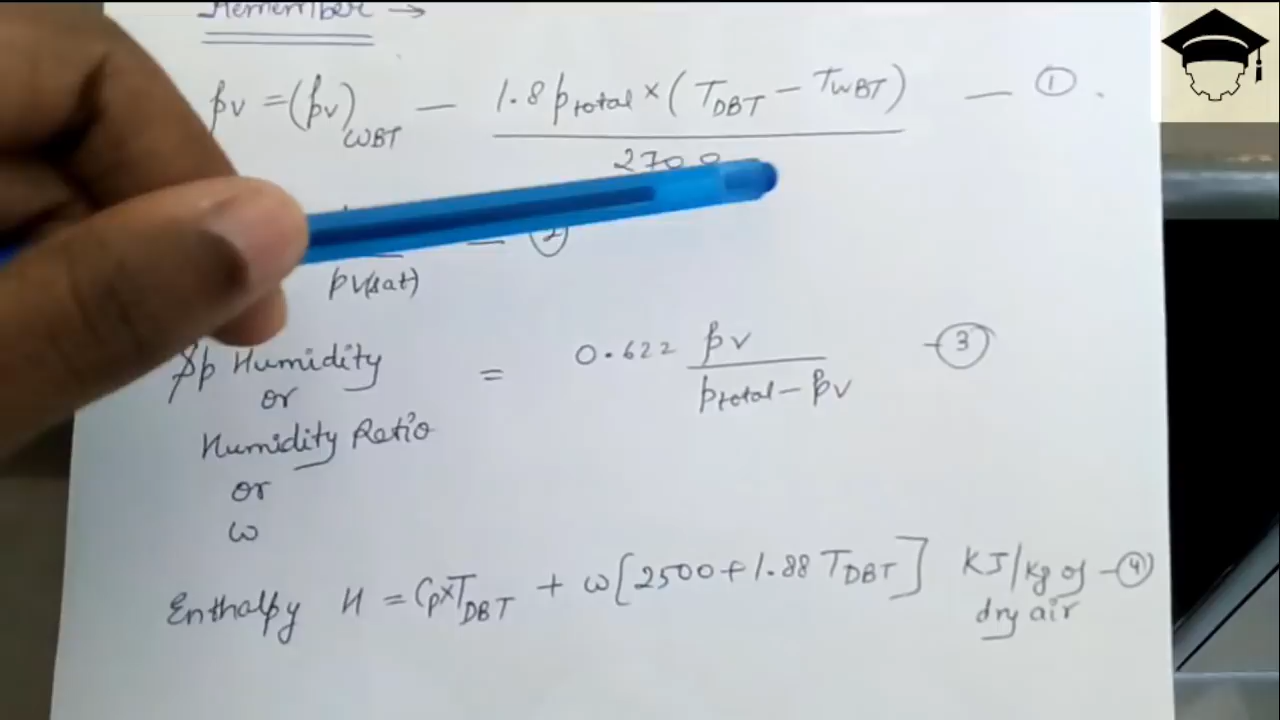 Remember →
pv = (pv)WBT — 1.8 ptotal × (TDBT − TWBT) / 2700 — ①.
pv(sat) — ②
Sp Humidity = 0.622 pv / ptotal − pv — ③
or
Humidity Ratio
or
ω
Enthalpy H = Cp×TDBT + ω[2500+1.88 TDBT] KJ/kg of — ④
dry air